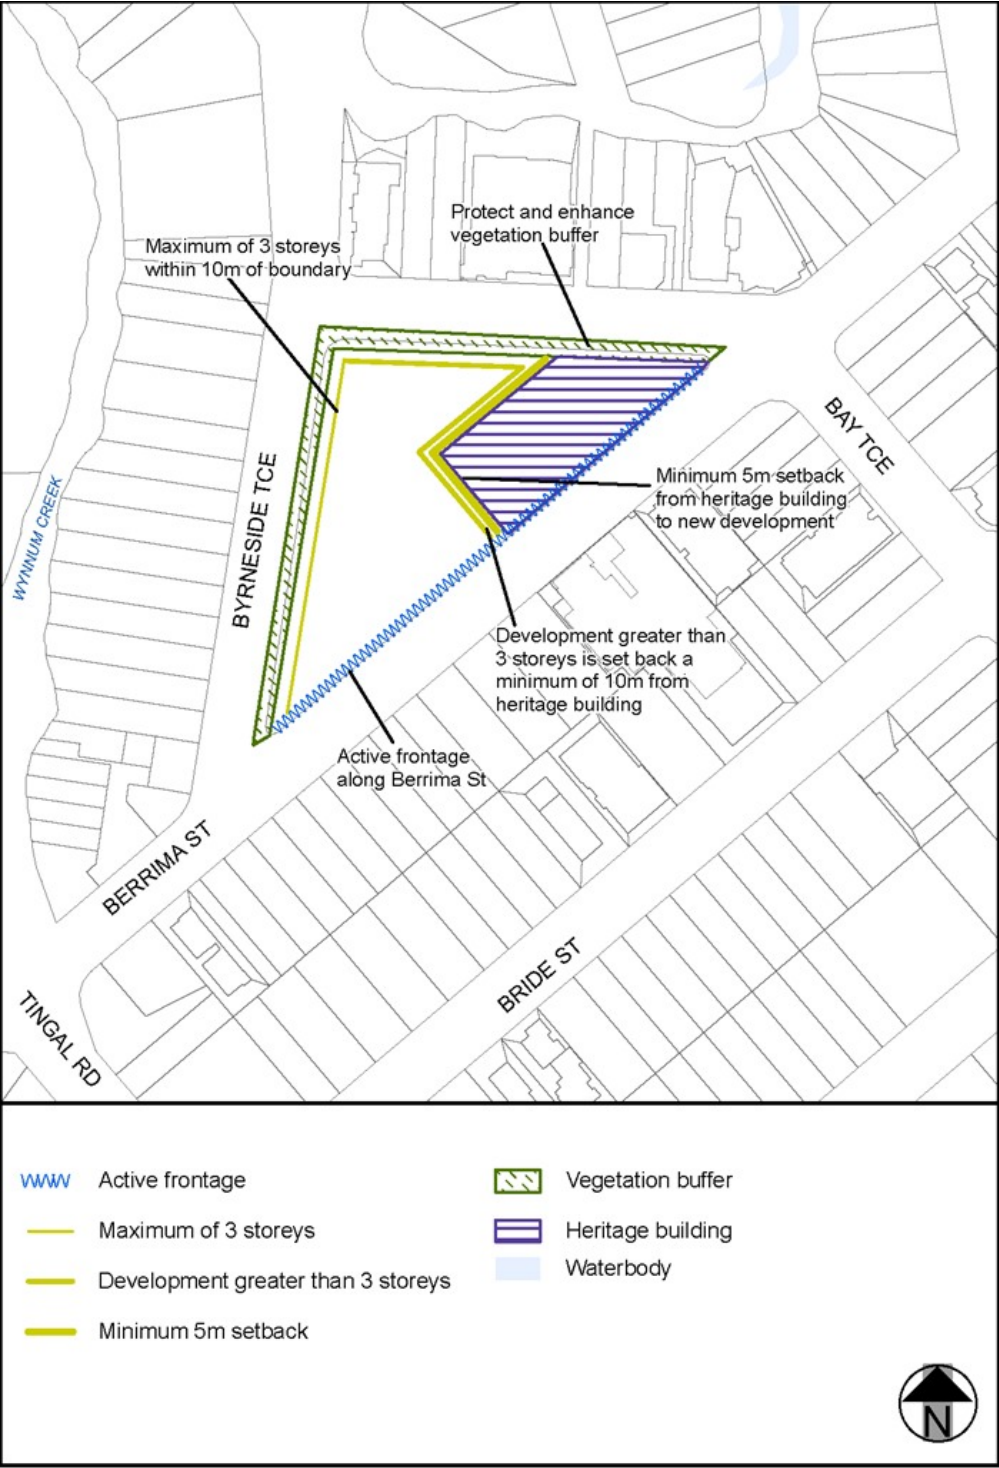 Protect and enhance
vegetation buffer
Maximum of 3 storeys
within 10m of boundary
BAY TCE
Minimum 5m setback
from heritage building
to new development
BYRNESIDE TCE
WYNNUM CREEK
Development greater than
3 storeys is set back a
minimum of 10m from
heritage building
Active frontage
along Berrima St
BERRIMA ST
BRIDE ST
TINGAL RD
Active frontage
Maximum of 3 storeys
Development greater than 3 storeys
Minimum 5m setback
Vegetation buffer
Heritage building
Waterbody
N